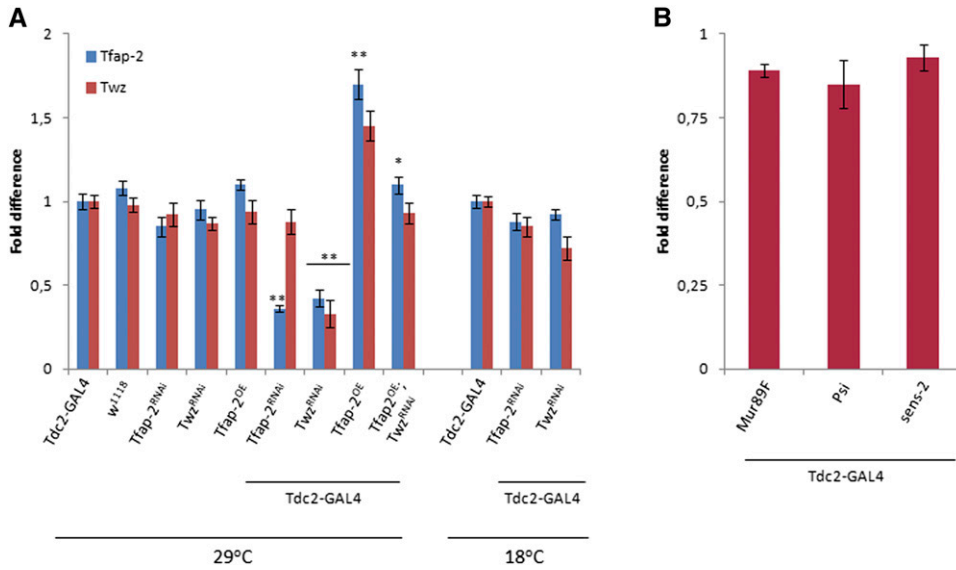 A
Fold difference
2
1,5
1
0,5
0
Tfap-2
Twz
**
**
**
*
Tdc2-GAL4
w1118
Tfap-2RNAi
TwzRNAi
Tfap-2OE
Tfap-2RNAi
TwzRNAi
Tfap-2OE
Tfap2OE;
TwzRNAi
Tdc2-GAL4
Tfap-2RNAi
TwzRNAi
Tdc2-GAL4
Tdc2-GAL4
29°C
18°C
B
Fold difference
1
0,75
0,5
0,25
0
Mur89F
Psi
sens-2
Tdc2-GAL4